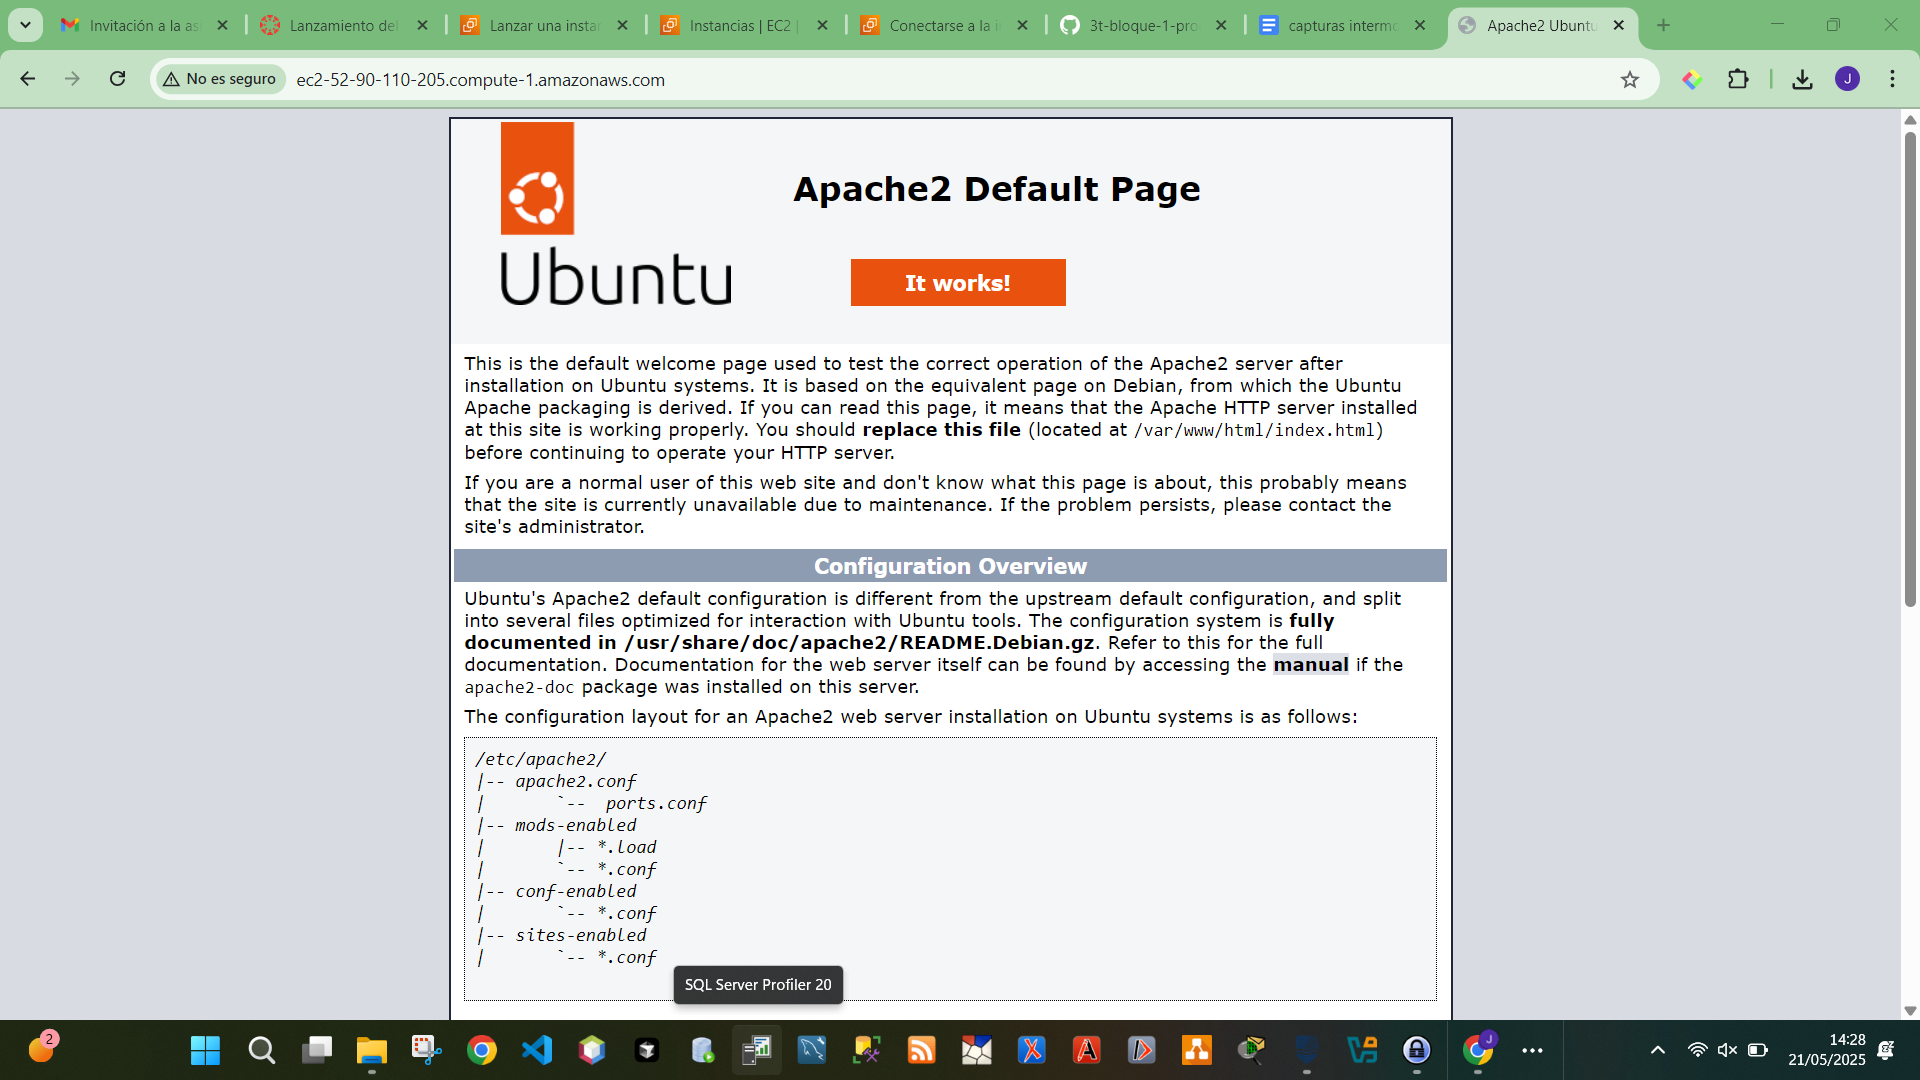 Invitación a la as
Lanzamiento del
Lanzar una instan
Instancias | EC2 |
Conectarse a la i
3t-bloque-1-pro
capturas intermo
Apache2 Ubuntu
No es seguro
ec2-52-90-110-205.compute-1.amazonaws.com
J
Ubuntu
Apache2 Default Page
It works!
This is the default welcome page used to test the correct operation of the Apache2 server after
installation on Ubuntu systems. It is based on the equivalent page on Debian, from which the Ubuntu
Apache packaging is derived. If you can read this page, it means that the Apache HTTP server installed
at this site is working properly. You should replace this file (located at /var/www/html/index.html)
before continuing to operate your HTTP server.
If you are a normal user of this web site and don't know what this page is about, this probably means
that the site is currently unavailable due to maintenance. If the problem persists, please contact the
site's administrator.
Configuration Overview
Ubuntu's Apache2 default configuration is different from the upstream default configuration, and split
into several files optimized for interaction with Ubuntu tools. The configuration system is fully
documented in /usr/share/doc/apache2/README.Debian.gz. Refer to this for the full
documentation. Documentation for the web server itself can be found by accessing the manual if the
apache2-doc package was installed on this server.
The configuration layout for an Apache2 web server installation on Ubuntu systems is as follows:
/etc/apache2/
|-- apache2.conf
|       `--  ports.conf
|-- mods-enabled
|       |-- *.load
|       `-- *.conf
|-- conf-enabled
|       `-- *.conf
|-- sites-enabled
|       `-- *.conf
SQL Server Profiler 20
2
J
14:28
21/05/2025